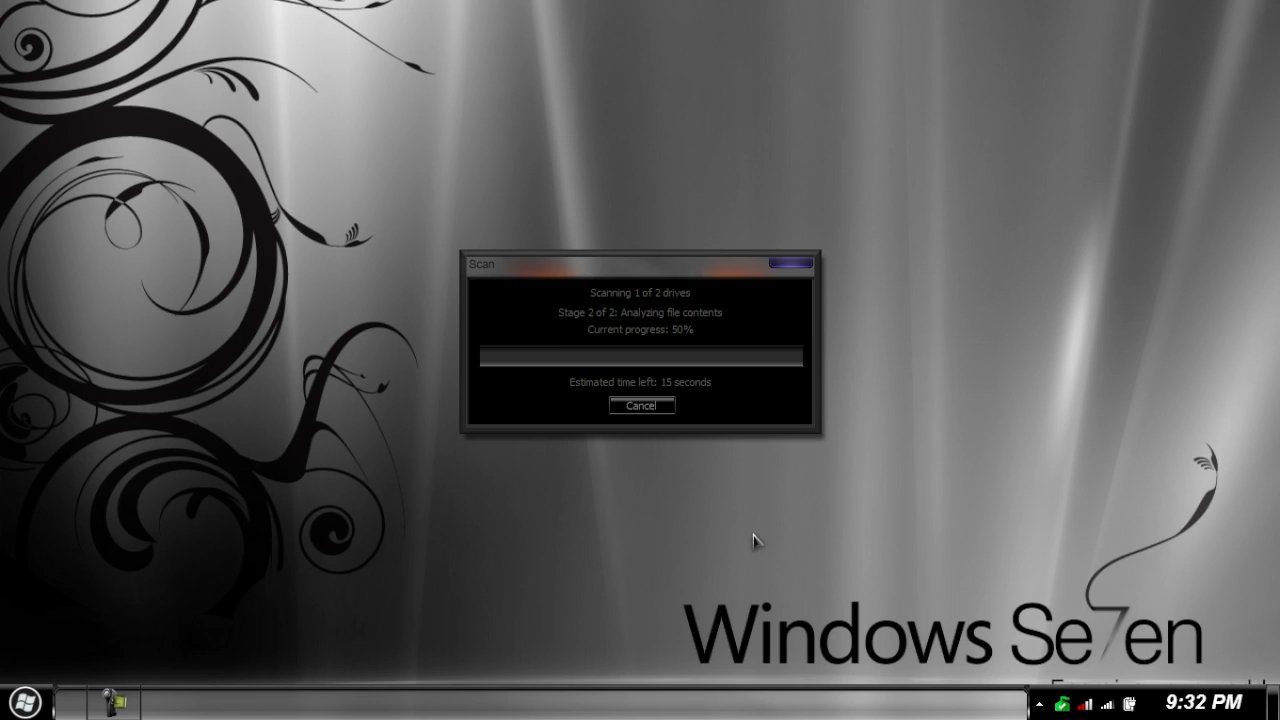 Scan
Scanning 1 of 2 drives
Stage 2 of 2: Analyzing file contents
Current progress: 50%
Estimated time left: 15 seconds
Cancel
Windows Se7en
9:32 PM